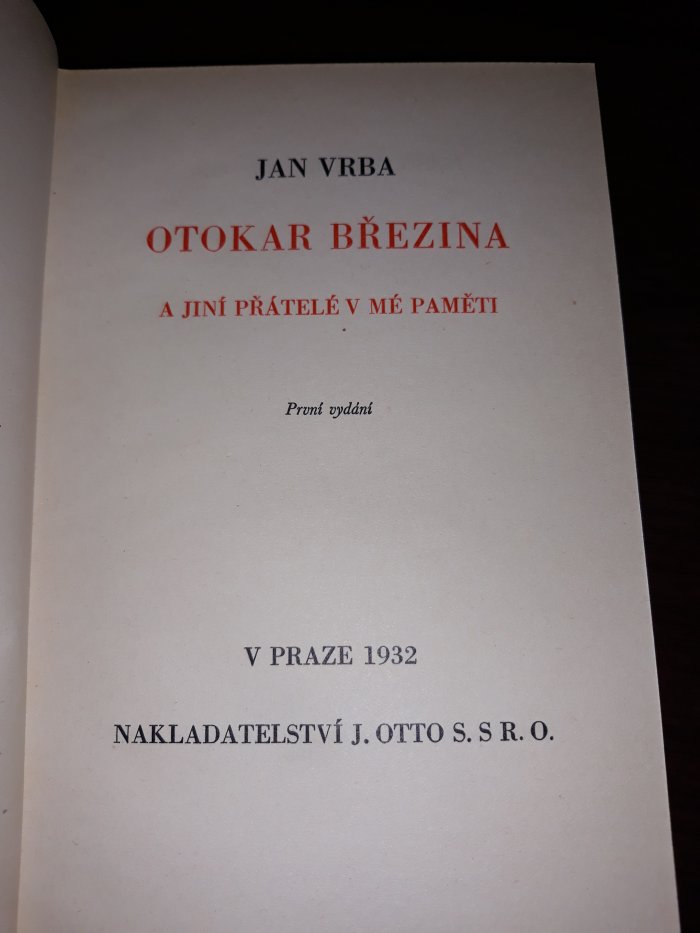 JAN VRBA
OTOKAR BŘEZINA
A JINÍ PŘÁTELÉ V MÉ PAMĚTI
První vydání
V PRAZE 1932
NAKLADATELSTVÍ J. OTTO S. S R. O.